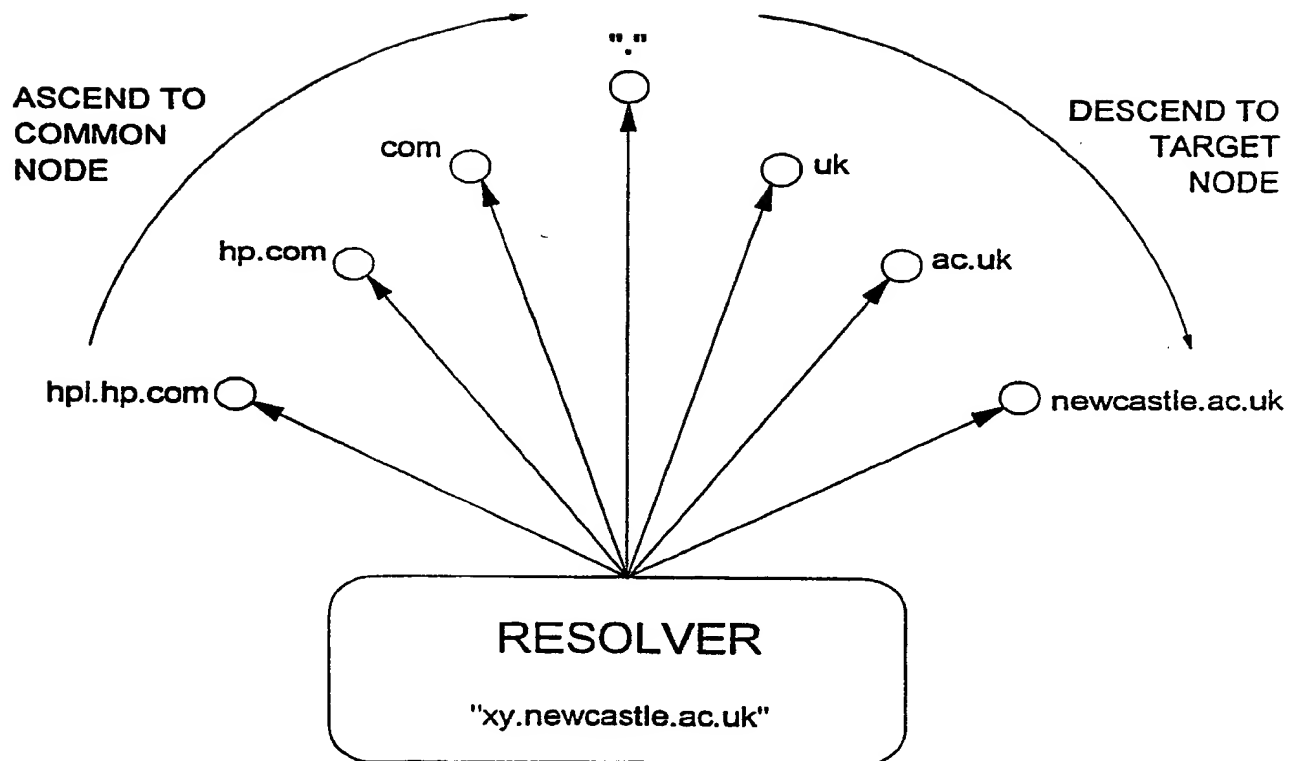 "."
ASCEND TO
COMMON
NODE
DESCEND TO
TARGET
NODE
com
uk
hp.com
ac.uk
hpl.hp.com
newcastle.ac.uk
RESOLVER
"xy.newcastle.ac.uk"